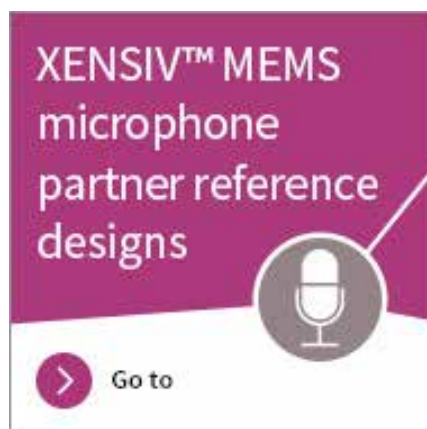 XENSIV™ MEMS
microphone
partner reference
designs
Go to